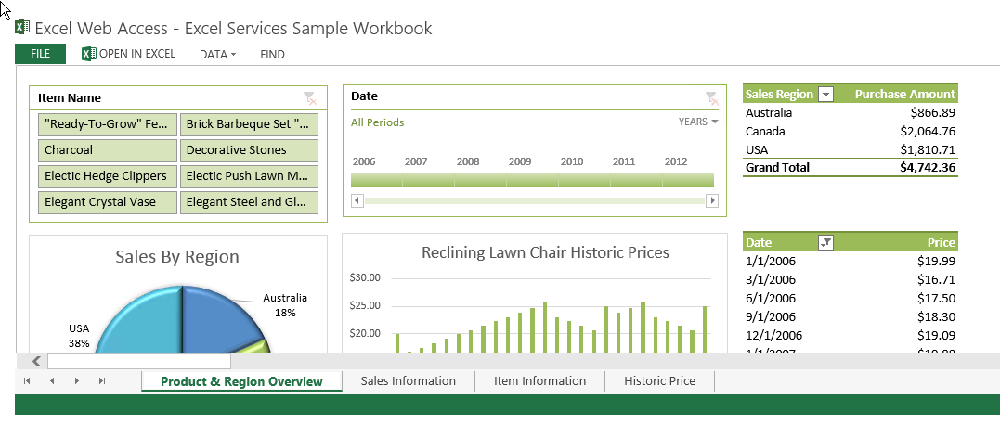 Excel Web Access - Excel Services Sample Workbook
FILE OPEN IN EXCEL DATA FIND
Item Name
"Ready-To-Grow" Fe... Brick Barbeque Set "...
Charcoal Decorative Stones
Electic Hedge Clippers Electic Push Lawn M...
Elegant Crystal Vase Elegant Steel and Gl...
Date
All Periods YEARS
2006 2007 2008 2009 2010 2011 2012
Sales Region Purchase Amount
Australia $866.89
Canada $2,064.76
USA $1,810.71
Grand Total $4,742.36
Sales By Region
Australia
18%
USA
38%
Reclining Lawn Chair Historic Prices
$30.00
$25.00
$20.00
Date Price
1/1/2006 $19.99
3/1/2006 $16.71
6/1/2006 $17.50
9/1/2006 $18.30
12/1/2006 $19.09
Product & Region Overview Sales Information Item Information Historic Price